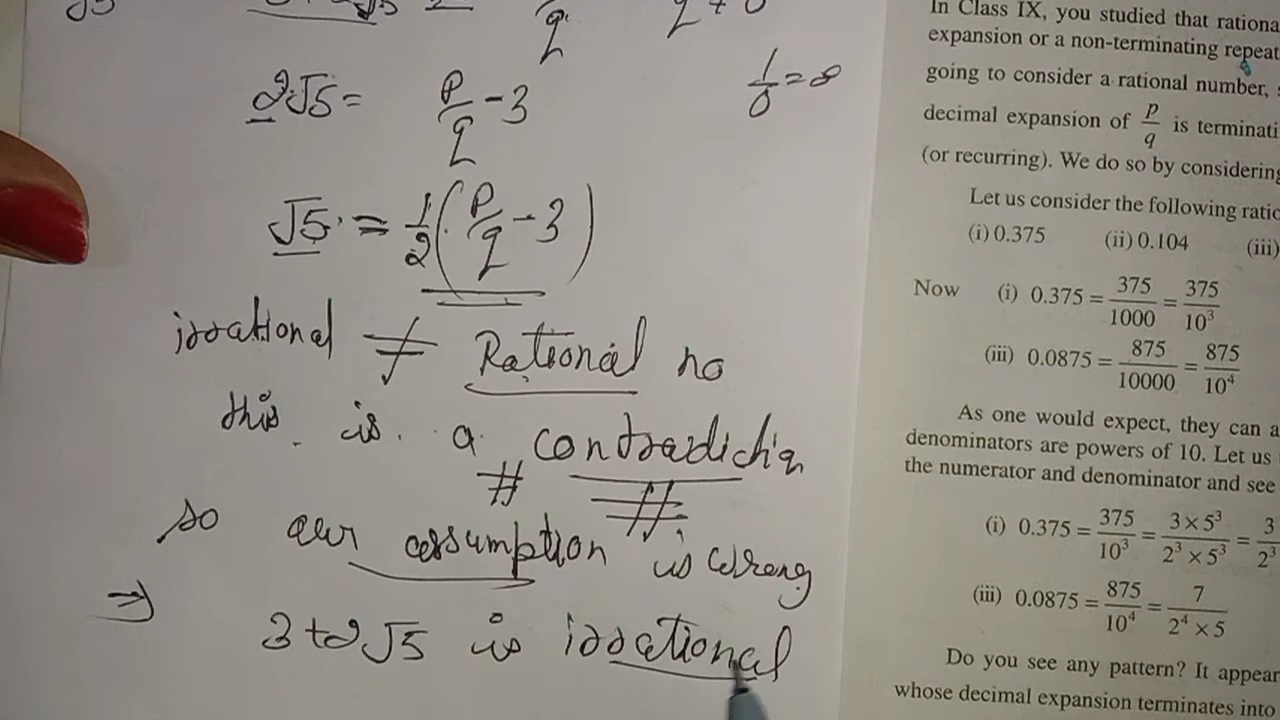 2√5 = p/q - 3
1/0 = ∞
√5 = 1/2 (p/q - 3)
irrational ≠ Rational no
this is a contradictiq
so our assumption is wrong
⇒ 3+2√5 is irrational
In Class IX, you studied that rationa
expansion or a non-terminating repeat
going to consider a rational number, s
decimal expansion of p/q is terminati
(or recurring). We do so by considering
Let us consider the following ratio
(i) 0.375 (ii) 0.104 (iii)
Now (i) 0.375 = 375/1000 = 375/10³
(iii) 0.0875 = 875/10000 = 875/10⁴
As one would expect, they can a
denominators are powers of 10. Let us
the numerator and denominator and see
(i) 0.375 = 375/10³ = 3 × 5³/2³ × 5³ = 3/2³
(iii) 0.0875 = 875/10⁴ = 7/2⁴ × 5
Do you see any pattern? It appear
whose decimal expansion terminates into